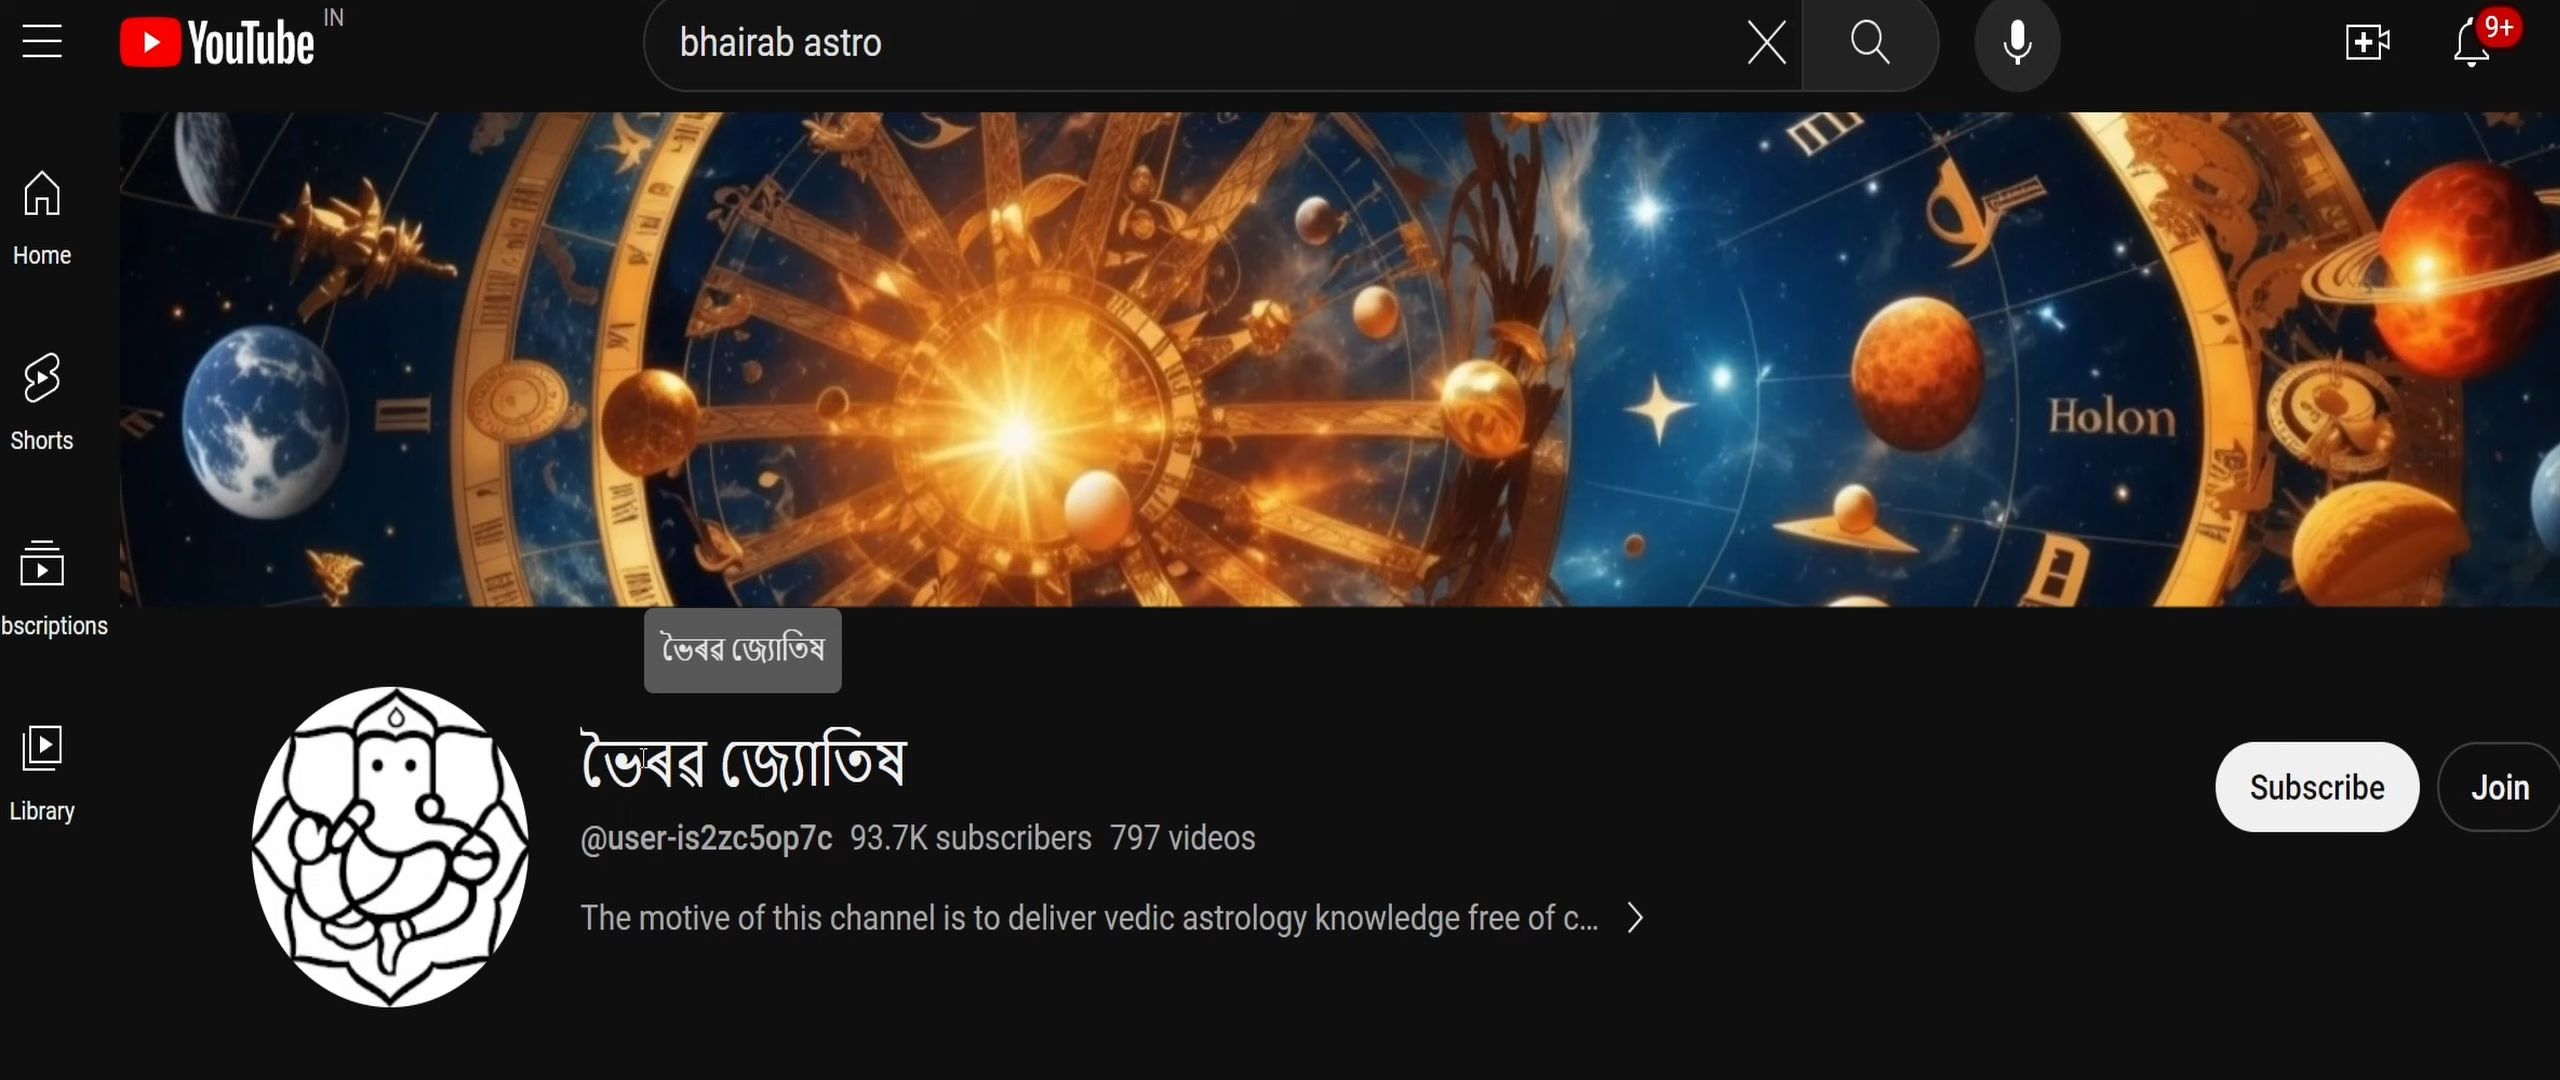 YouTube IN
bhairab astro
9+
Home
Shorts
bscriptions
Library
Holon
ভৈৰৱ জ্যোতিষ
ভৈৰৱ জ্যোতিষ
@user-is2zc5op7c 93.7K subscribers 797 videos
The motive of this channel is to deliver vedic astrology knowledge free of c...
Subscribe
Join